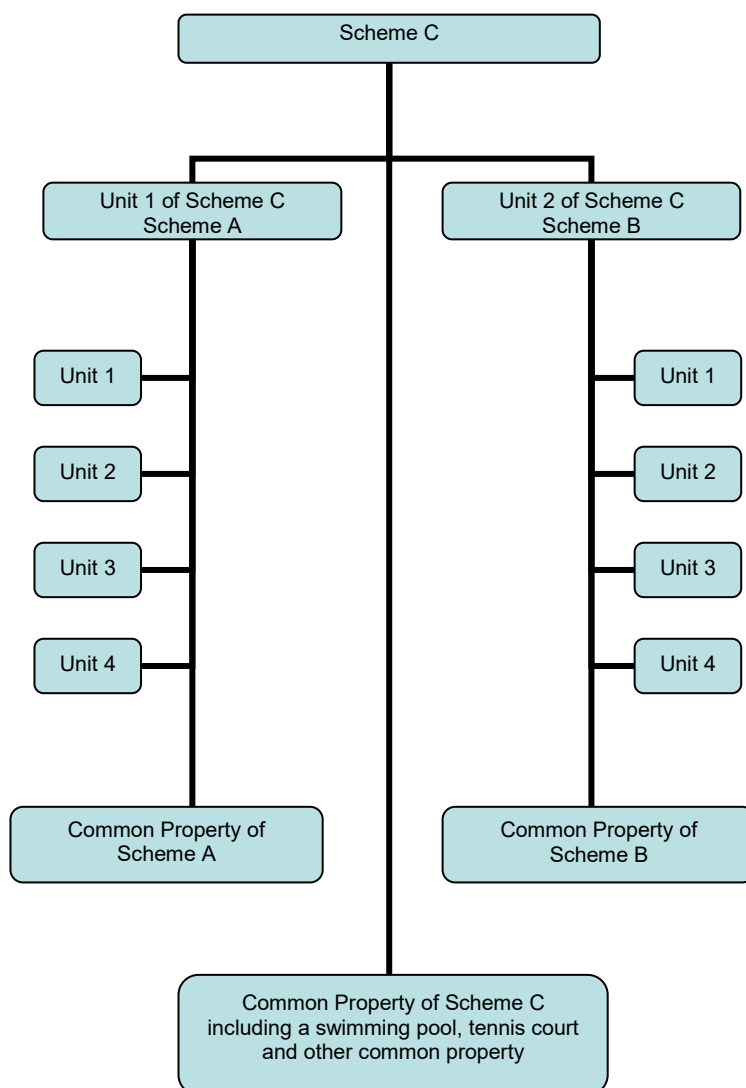 Scheme C
Unit 1 of Scheme C
Scheme A
Unit 2 of Scheme C
Scheme B
Unit 1
Unit 1
Unit 2
Unit 2
Unit 3
Unit 3
Unit 4
Unit 4
Common Property of
Scheme A
Common Property of
Scheme B
Common Property of Scheme C
including a swimming pool, tennis court
and other common property